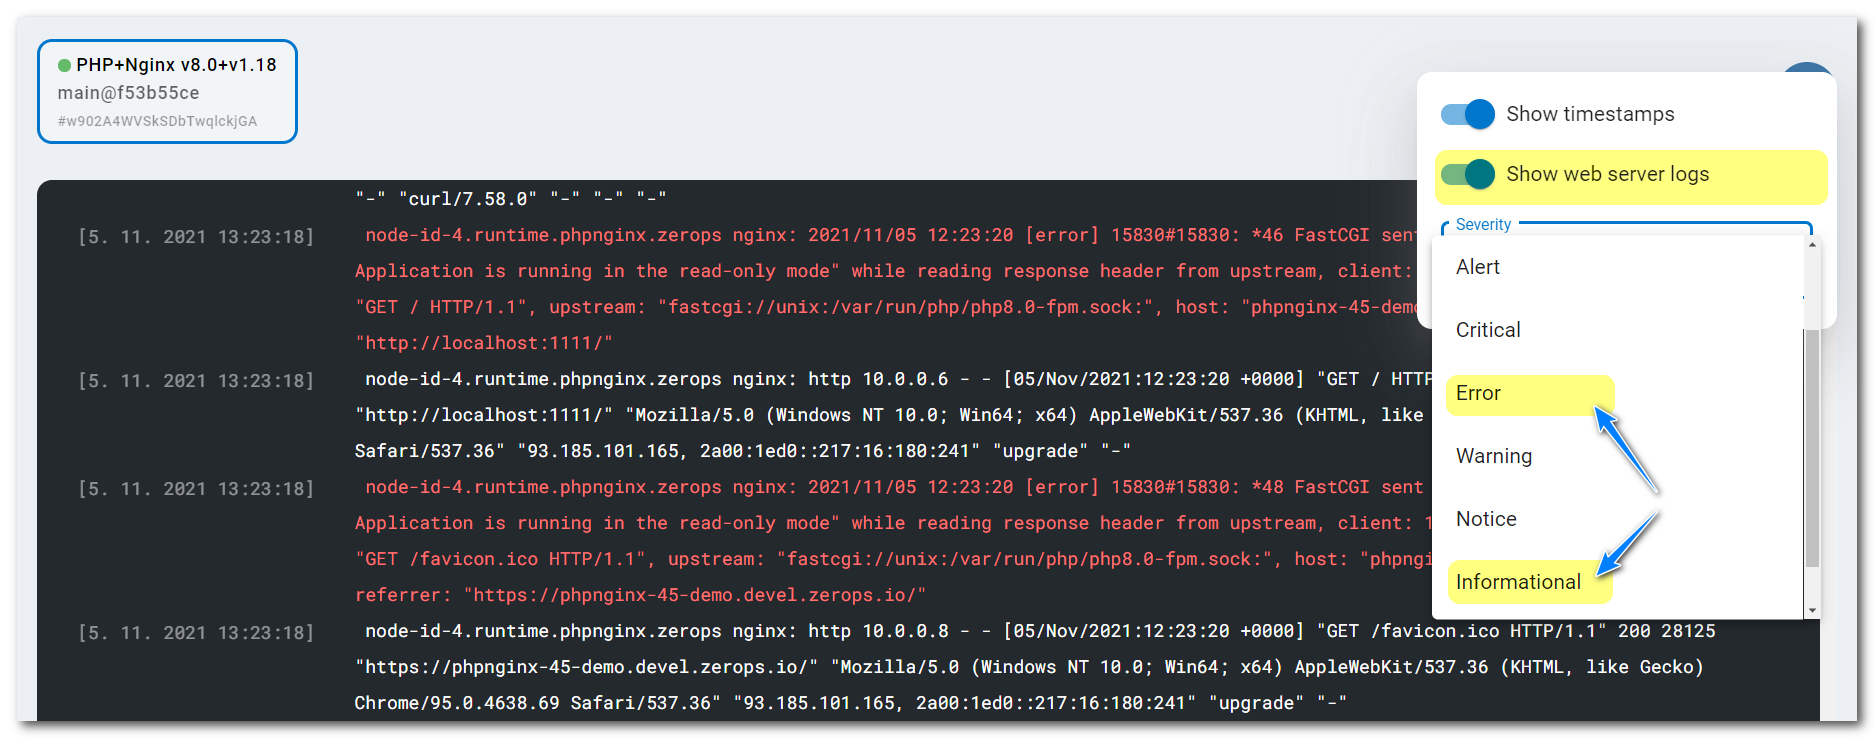 PHP+Nginx v8.0+v1.18
main@f53b55ce
#w902A4WVSkSDbTwqlckjGA
Show timestamps
Show web server logs
Severity
Alert
Critical
Error
Warning
Notice
Informational
"-" "curl/7.58.0" "-" "-" "-"
[5. 11. 2021 13:23:18] node-id-4.runtime.phpnginx.zerops nginx: 2021/11/05 12:23:20 [error] 15830#15830: *46 FastCGI sent
Application is running in the read-only mode" while reading response header from upstream, client:
"GET / HTTP/1.1", upstream: "fastcgi://unix:/var/run/php/php8.0-fpm.sock:", host: "phpnginx-45-demo
"http://localhost:1111/"
[5. 11. 2021 13:23:18] node-id-4.runtime.phpnginx.zerops nginx: http 10.0.0.6 - - [05/Nov/2021:12:23:20 +0000] "GET / HTTP
"http://localhost:1111/" "Mozilla/5.0 (Windows NT 10.0; Win64; x64) AppleWebKit/537.36 (KHTML, like
Safari/537.36" "93.185.101.165, 2a00:1ed0::217:16:180:241" "upgrade" "-"
[5. 11. 2021 13:23:18] node-id-4.runtime.phpnginx.zerops nginx: 2021/11/05 12:23:20 [error] 15830#15830: *48 FastCGI sent
Application is running in the read-only mode" while reading response header from upstream, client: 1
"GET /favicon.ico HTTP/1.1", upstream: "fastcgi://unix:/var/run/php/php8.0-fpm.sock:", host: "phpngi
referrer: "https://phpnginx-45-demo.devel.zerops.io/"
[5. 11. 2021 13:23:18] node-id-4.runtime.phpnginx.zerops nginx: http 10.0.0.8 - - [05/Nov/2021:12:23:20 +0000] "GET /favicon.ico HTTP/1.1" 200 28125
"https://phpnginx-45-demo.devel.zerops.io/" "Mozilla/5.0 (Windows NT 10.0; Win64; x64) AppleWebKit/537.36 (KHTML, like Gecko)
Chrome/95.0.4638.69 Safari/537.36" "93.185.101.165, 2a00:1ed0::217:16:180:241" "upgrade" "-"